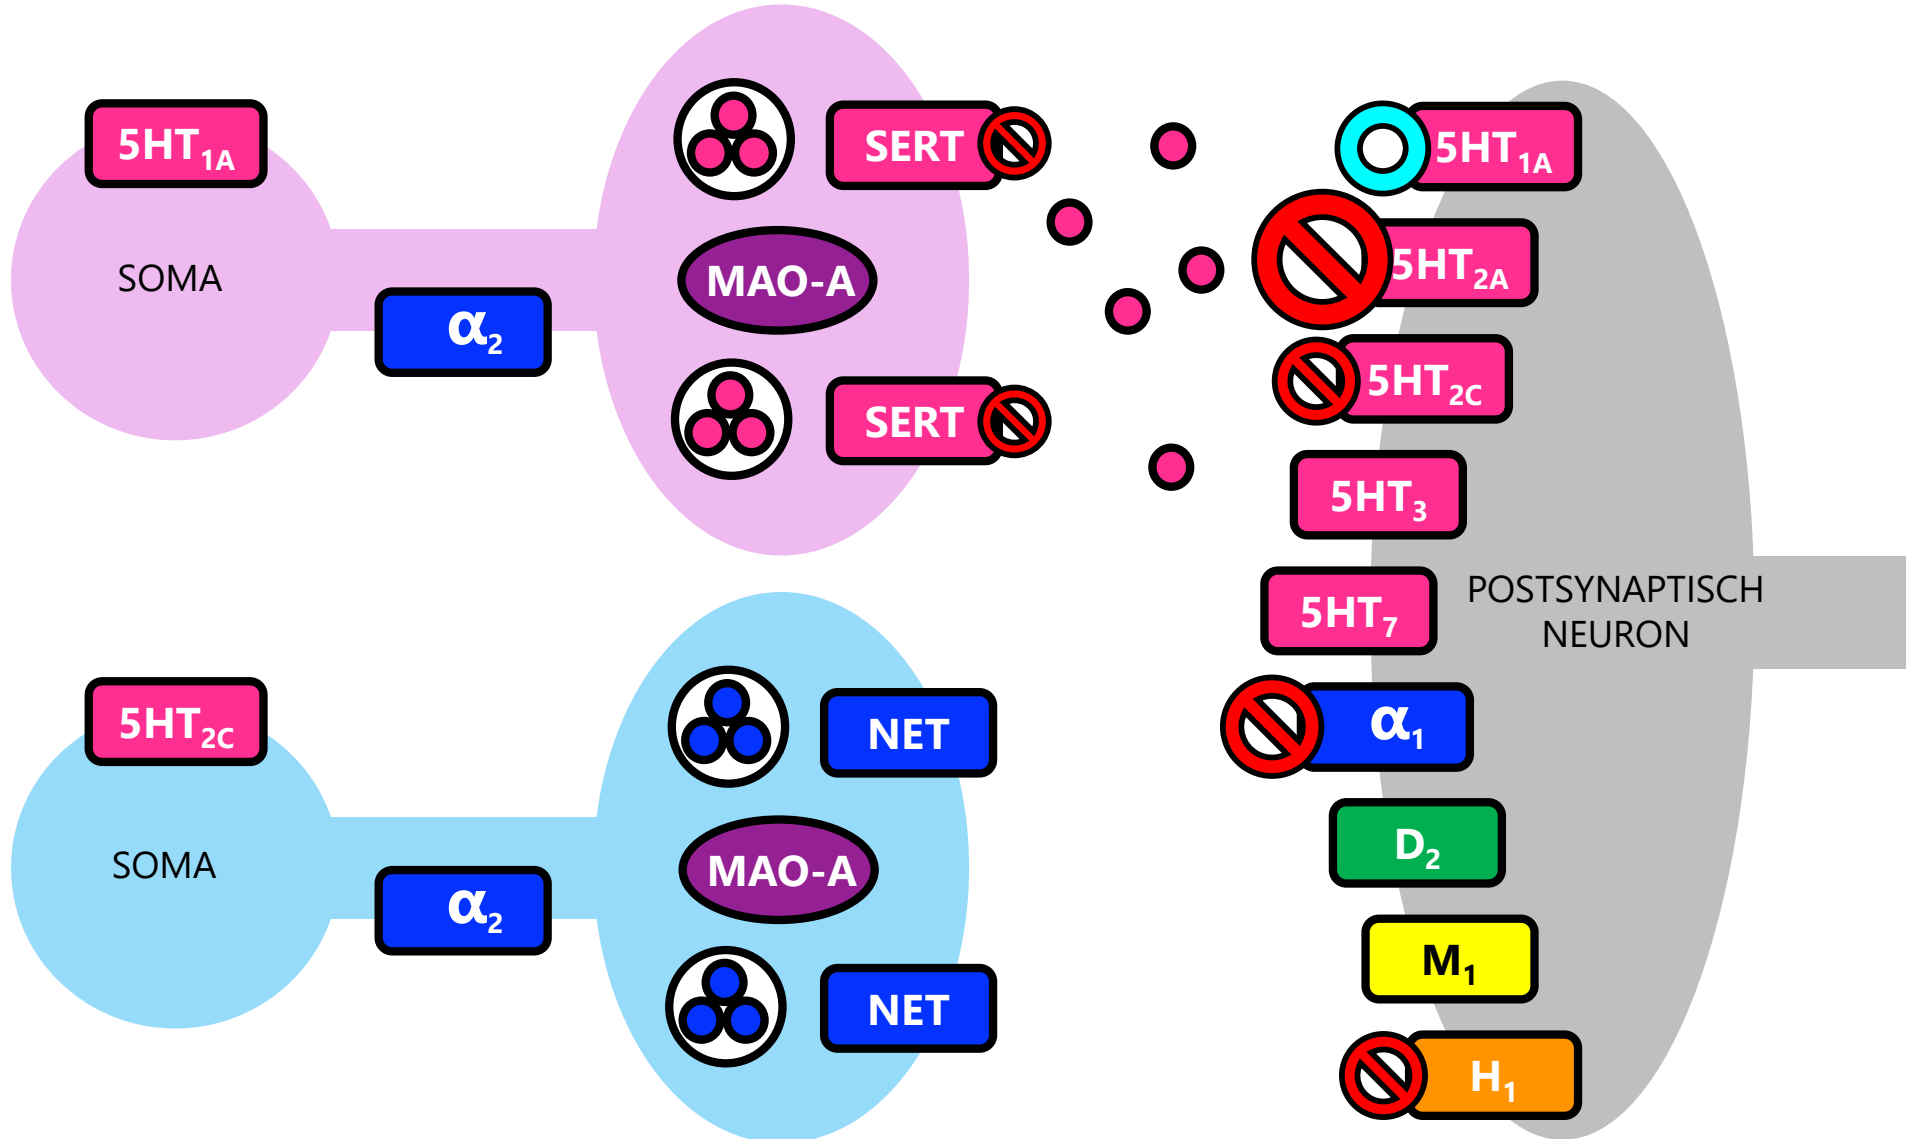 5HT1A
SOMA
α2
SERT
MAO-A
SERT
5HT2C
SOMA
α2
NET
MAO-A
NET
5HT1A
5HT2A
5HT2C
5HT3
5HT7
POSTSYNAPTISCH
NEURON
α1
D2
M1
H1